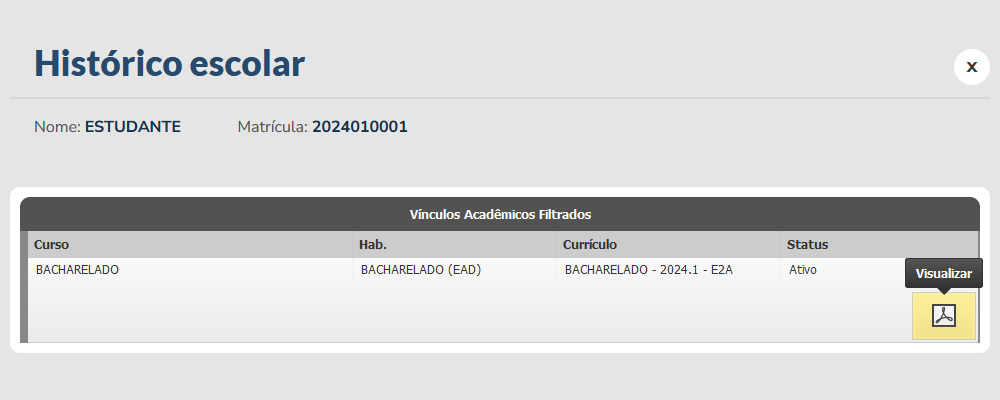 Histórico escolar
x
Nome: ESTUDANTE Matrícula: 2024010001
Vínculos Acadêmicos Filtrados
Curso Hab. Currículo Status
BACHARELADO BACHARELADO (EAD) BACHARELADO - 2024.1 - E2A Ativo
Visualizar